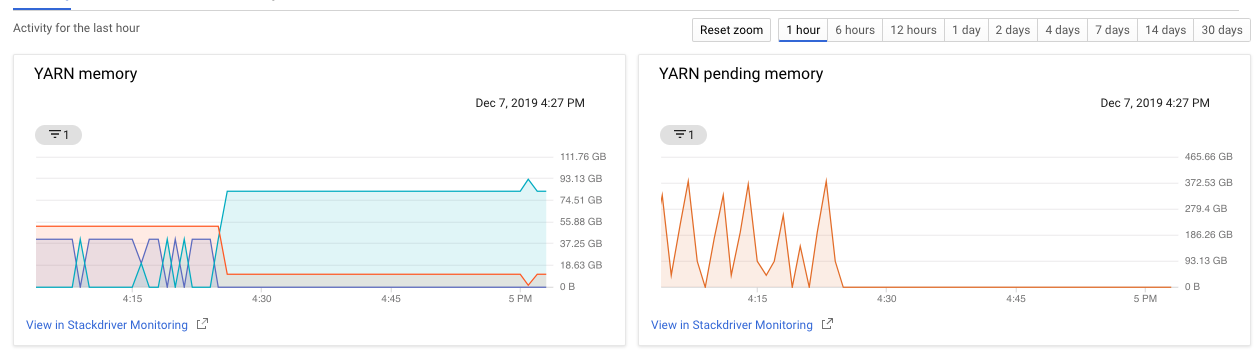 Activity for the last hour
Reset zoom 1 hour 6 hours 12 hours 1 day 2 days 4 days 7 days 14 days 30 days
YARN memory
Dec 7, 2019 4:27 PM
1
111.76 GB
93.13 GB
74.51 GB
55.88 GB
37.25 GB
18.63 GB
0 B
4:15 4:30 4:45 5 PM
View in Stackdriver Monitoring
YARN pending memory
Dec 7, 2019 4:27 PM
1
465.66 GB
372.53 GB
279.4 GB
186.26 GB
93.13 GB
0 B
4:15 4:30 4:45 5 PM
View in Stackdriver Monitoring